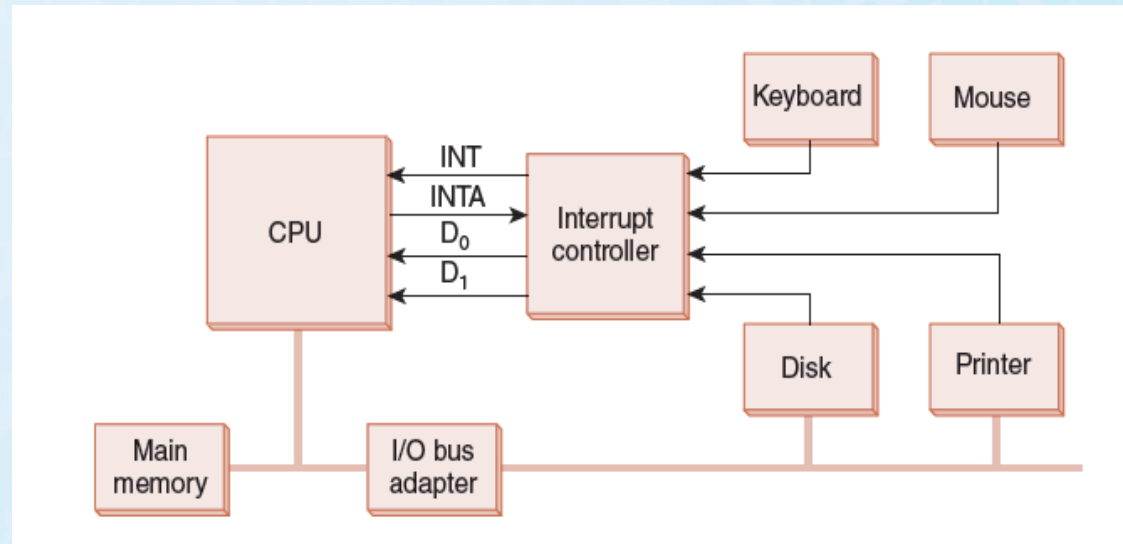 Keyboard
Mouse
INT
INTA
CPU
Interrupt
controller
D₀
D₁
Disk
Printer
Main
memory
I/O bus
adapter